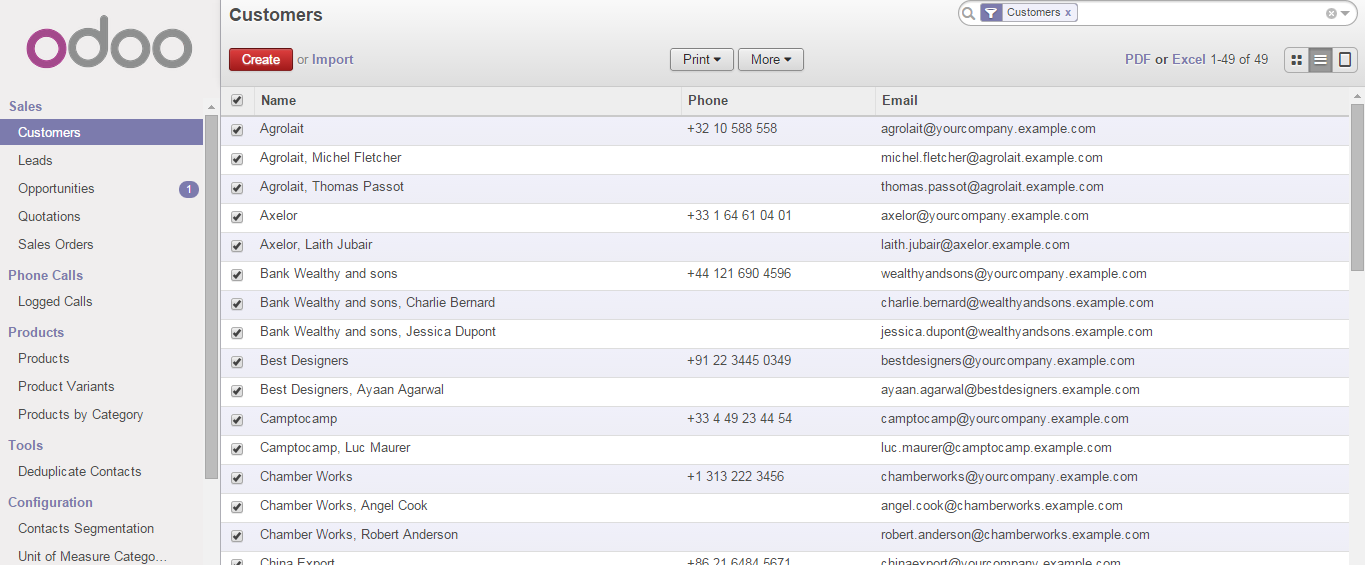 odoo
Sales
Customers
Leads
Opportunities 1
Quotations
Sales Orders
Phone Calls
Logged Calls
Products
Products
Product Variants
Products by Category
Tools
Deduplicate Contacts
Configuration
Contacts Segmentation
Unit of Measure Catego...
Customers
Customers x
Create or Import Print More PDF or Excel 1-49 of 49
Name Phone Email
Agrolait +32 10 588 558 agrolait@yourcompany.example.com
Agrolait, Michel Fletcher michel.fletcher@agrolait.example.com
Agrolait, Thomas Passot thomas.passot@agrolait.example.com
Axelor +33 1 64 61 04 01 axelor@yourcompany.example.com
Axelor, Laith Jubair laith.jubair@axelor.example.com
Bank Wealthy and sons +44 121 690 4596 wealthyandsons@yourcompany.example.com
Bank Wealthy and sons, Charlie Bernard charlie.bernard@wealthyandsons.example.com
Bank Wealthy and sons, Jessica Dupont jessica.dupont@wealthyandsons.example.com
Best Designers +91 22 3445 0349 bestdesigners@yourcompany.example.com
Best Designers, Ayaan Agarwal ayaan.agarwal@bestdesigners.example.com
Camptocamp +33 4 49 23 44 54 camptocamp@yourcompany.example.com
Camptocamp, Luc Maurer luc.maurer@camptocamp.example.com
Chamber Works +1 313 222 3456 chamberworks@yourcompany.example.com
Chamber Works, Angel Cook angel.cook@chamberworks.example.com
Chamber Works, Robert Anderson robert.anderson@chamberworks.example.com
China Export +86 21 6484 5671 chinaexport@yourcompany.example.com